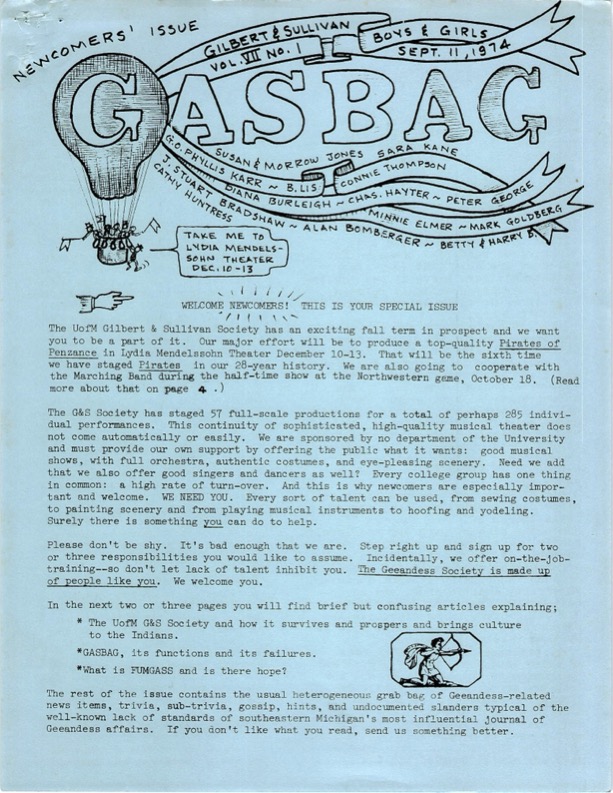 NEWCOMERS' ISSUE
GILBERT & SULLIVAN BOYS & GIRLS
VOL. VII NO. 1 SEPT. 11, 1974
GASBAG
SUSAN & MORROW JONES SARA KANE
G.O. PHYLLIS KARR ~ B. LIS CONNIE THOMPSON
DIANA BURLEIGH ~ CHAS. HAYTER ~ PETER GEORGE
J. STUART BRADSHAW ~ ALAN BOMBERGER ~ MINNIE ELMER ~ MARK GOLDBERG
CATHY HUNTRESS BETTY & HARRY B.
TAKE ME TO
LYDIA MENDELS-
SOHN THEATER
DEC. 10-13
WELCOME NEWCOMERS! THIS IS YOUR SPECIAL ISSUE
The UofM Gilbert & Sullivan Society has an exciting fall term in prospect and we want
you to be a part of it. Our major effort will be to produce a top-quality Pirates of
Penzance in Lydia Mendelssohn Theater December 10-13. That will be the sixth time
we have staged Pirates in our 28-year history. We are also going to cooperate with
the Marching Band during the half-time show at the Northwestern game, October 18. (Read
more about that on page 4 .)
The G&S Society has staged 57 full-scale productions for a total of perhaps 285 indivi-
dual performances. This continuity of sophisticated, high-quality musical theater does
not come automatically or easily. We are sponsored by no department of the University
and must provide our own support by offering the public what it wants: good musical
shows, with full orchestra, authentic costumes, and eye-pleasing scenery. Need we add
that we also offer good singers and dancers as well? Every college group has one thing
in common: a high rate of turn-over. And this is why newcomers are especially impor-
tant and welcome. WE NEED YOU. Every sort of talent can be used, from sewing costumes,
to painting scenery and from playing musical instruments to hoofing and yodeling.
Surely there is something you can do to help.
Please don't be shy. It's bad enough that we are. Step right up and sign up for two
or three responsibilities you would like to assume. Incidentally, we offer on-the-job-
training--so don't let lack of talent inhibit you. The Geeandess Society is made up
of people like you. We welcome you.
In the next two or three pages you will find brief but confusing articles explaining;
* The UofM G&S Society and how it survives and prospers and brings culture
to the Indians.
*GASBAG, its functions and its failures.
*What is FUMGASS and is there hope?
The rest of the issue contains the usual heterogeneous grab bag of Geeandess-related
news items, trivia, sub-trivia, gossip, hints, and undocumented slanders typical of the
well-known lack of standards of southeastern Michigan's most influential journal of
Geeandess affairs. If you don't like what you read, send us something better.